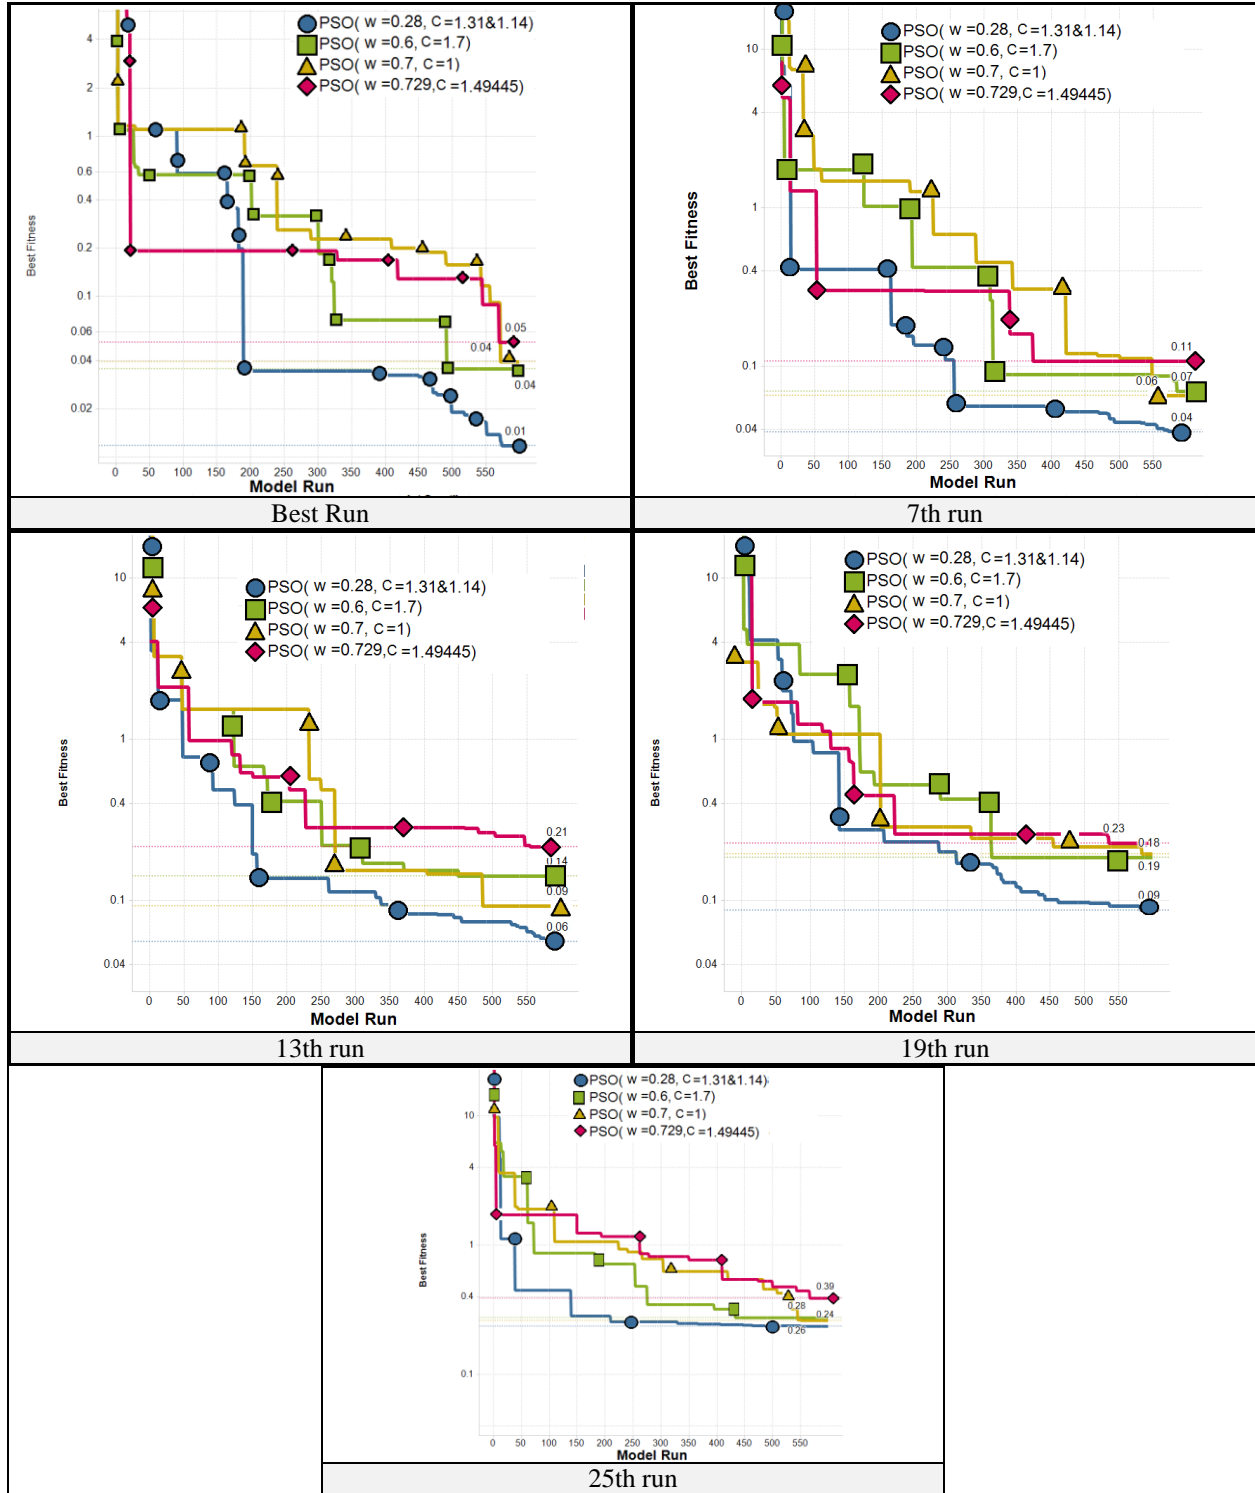 PSO( w =0.28, C=1.31&1.14)
PSO( w =0.6, C=1.7)
PSO( w =0.7, C=1)
PSO( w =0.729,C =1.49445)
4
2
1
0.6
0.4
0.2
0.1
0.06
0.04
0.02
Best Fitness
0.05
0.04
0.04
0.01
0 50 100 150 200 250 300 350 400 450 500 550
Model Run
Best Run
PSO( w =0.28, C=1.31&1.14)
PSO( w =0.6, C=1.7)
PSO( w =0.7, C=1)
PSO( w =0.729,C =1.49445)
10
4
1
0.4
0.1
0.04
Best Fitness
0.11
0.07
0.06
0.04
0 50 100 150 200 250 300 350 400 450 500 550
Model Run
7th run
PSO( w =0.28, C=1.31&1.14)
PSO( w =0.6, C=1.7)
PSO( w =0.7, C=1)
PSO( w =0.729,C =1.49445)
10
4
1
0.4
0.1
0.04
Best Fitness
0.21
0.14
0.09
0.06
0 50 100 150 200 250 300 350 400 450 500 550
Model Run
13th run
PSO( w =0.28, C=1.31&1.14)
PSO( w =0.6, C=1.7)
PSO( w =0.7, C=1)
PSO( w =0.729,C =1.49445)
10
4
1
0.4
0.1
0.04
Best Fitness
0.23
0.18
0.19
0.09
0 50 100 150 200 250 300 350 400 450 500 550
Model Run
19th run
PSO( w =0.28, C=1.31&1.14)
PSO( w =0.6, C=1.7)
PSO( w =0.7, C=1)
PSO( w =0.729,C =1.49445)
10
4
1
0.4
0.1
Best Fitness
0.39
0.28
0.24
0.26
0 50 100 150 200 250 300 350 400 450 500 550
Model Run
25th run